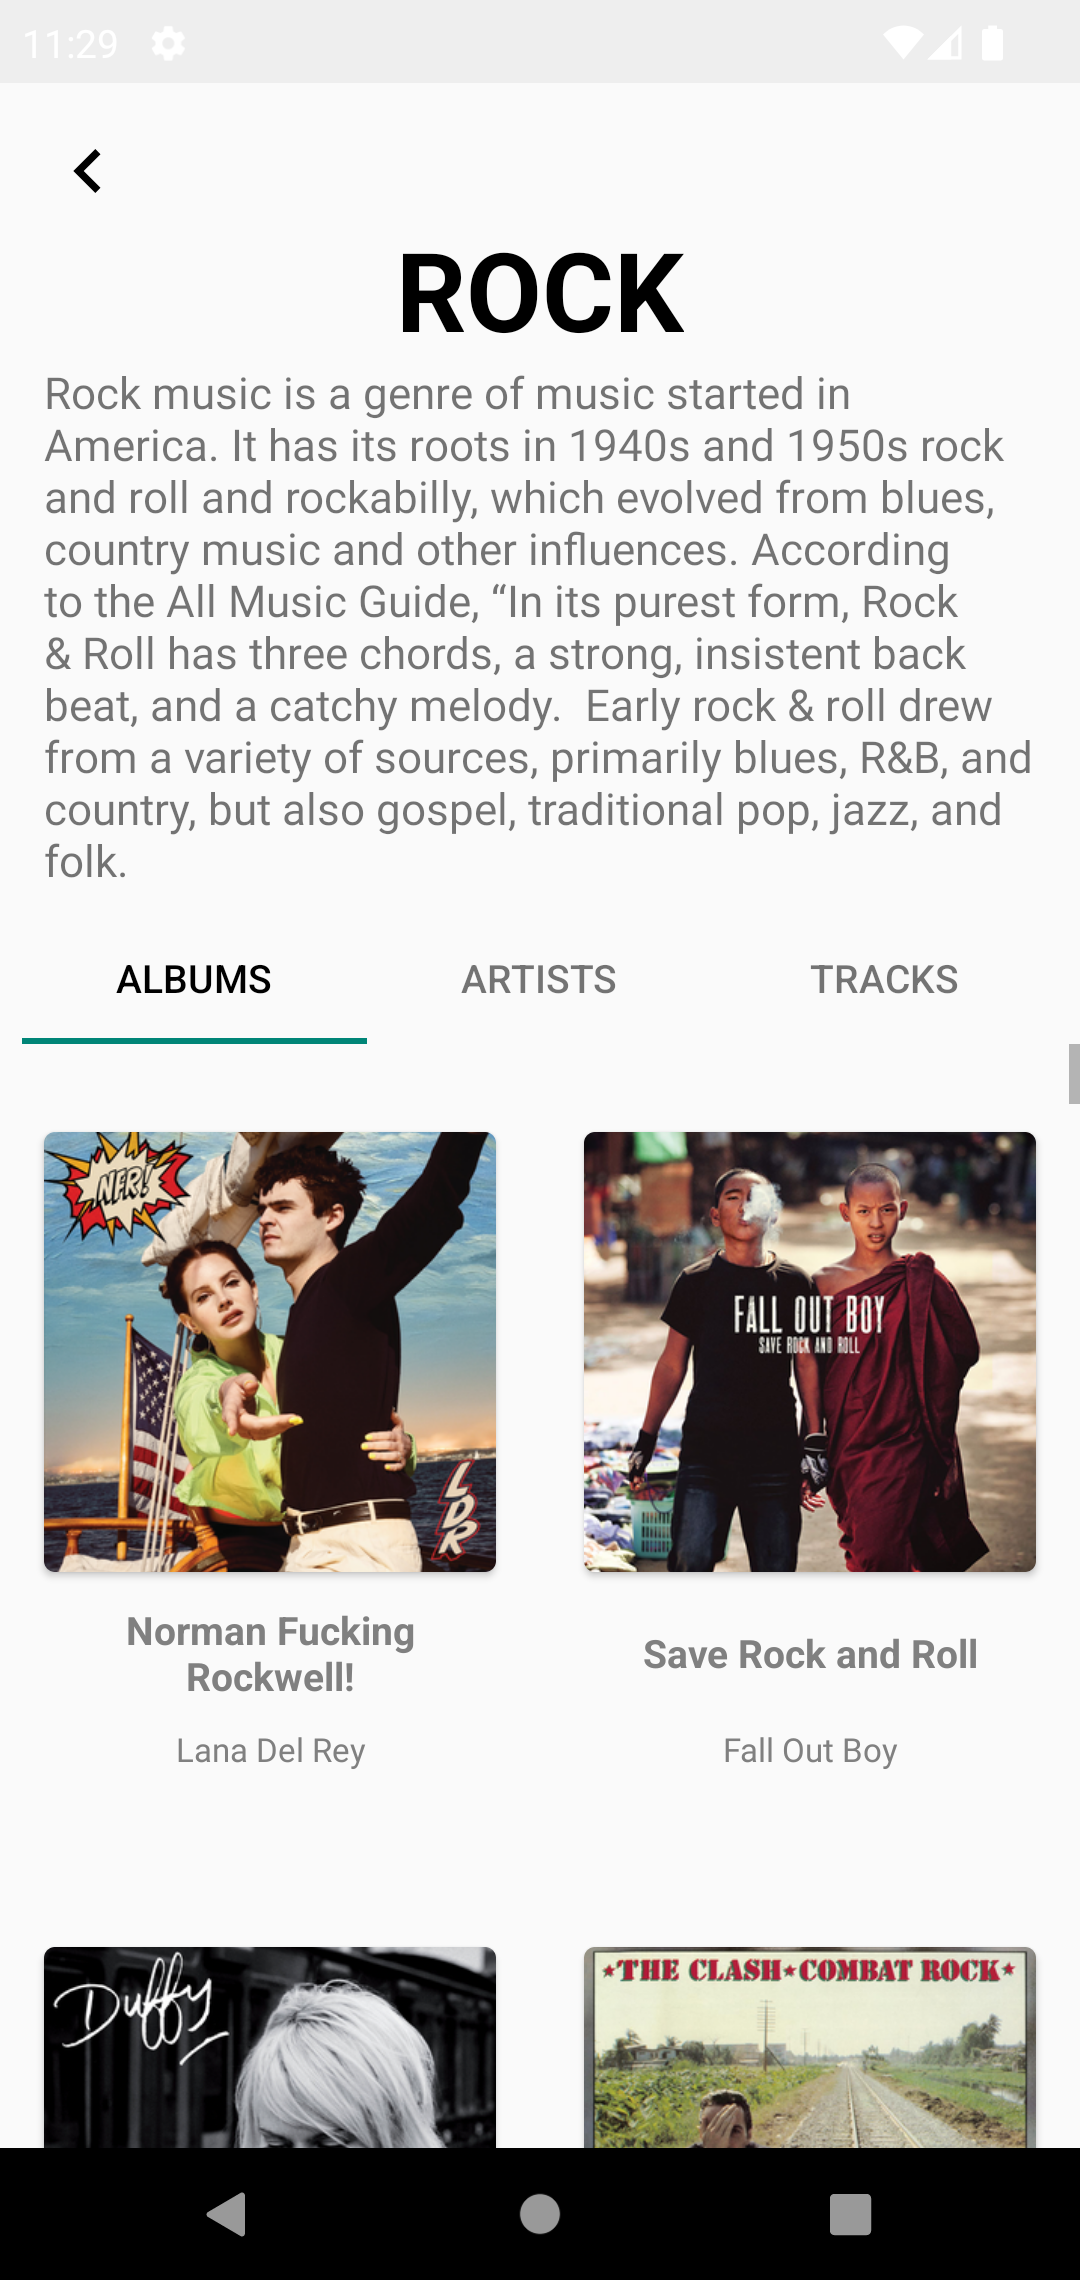 11:29
ROCK
Rock music is a genre of music started in
America. It has its roots in 1940s and 1950s rock
and roll and rockabilly, which evolved from blues,
country music and other influences. According
to the All Music Guide, “In its purest form, Rock
& Roll has three chords, a strong, insistent back
beat, and a catchy melody.  Early rock & roll drew
from a variety of sources, primarily blues, R&B, and
country, but also gospel, traditional pop, jazz, and
folk.
ALBUMS ARTISTS TRACKS
NFR!
LDR
FALL OUT BOY
SAVE ROCK AND ROLL
Norman Fucking
Rockwell!
Lana Del Rey
Save Rock and Roll
Fall Out Boy
Duffy
★THE CLASH★COMBAT ROCK★